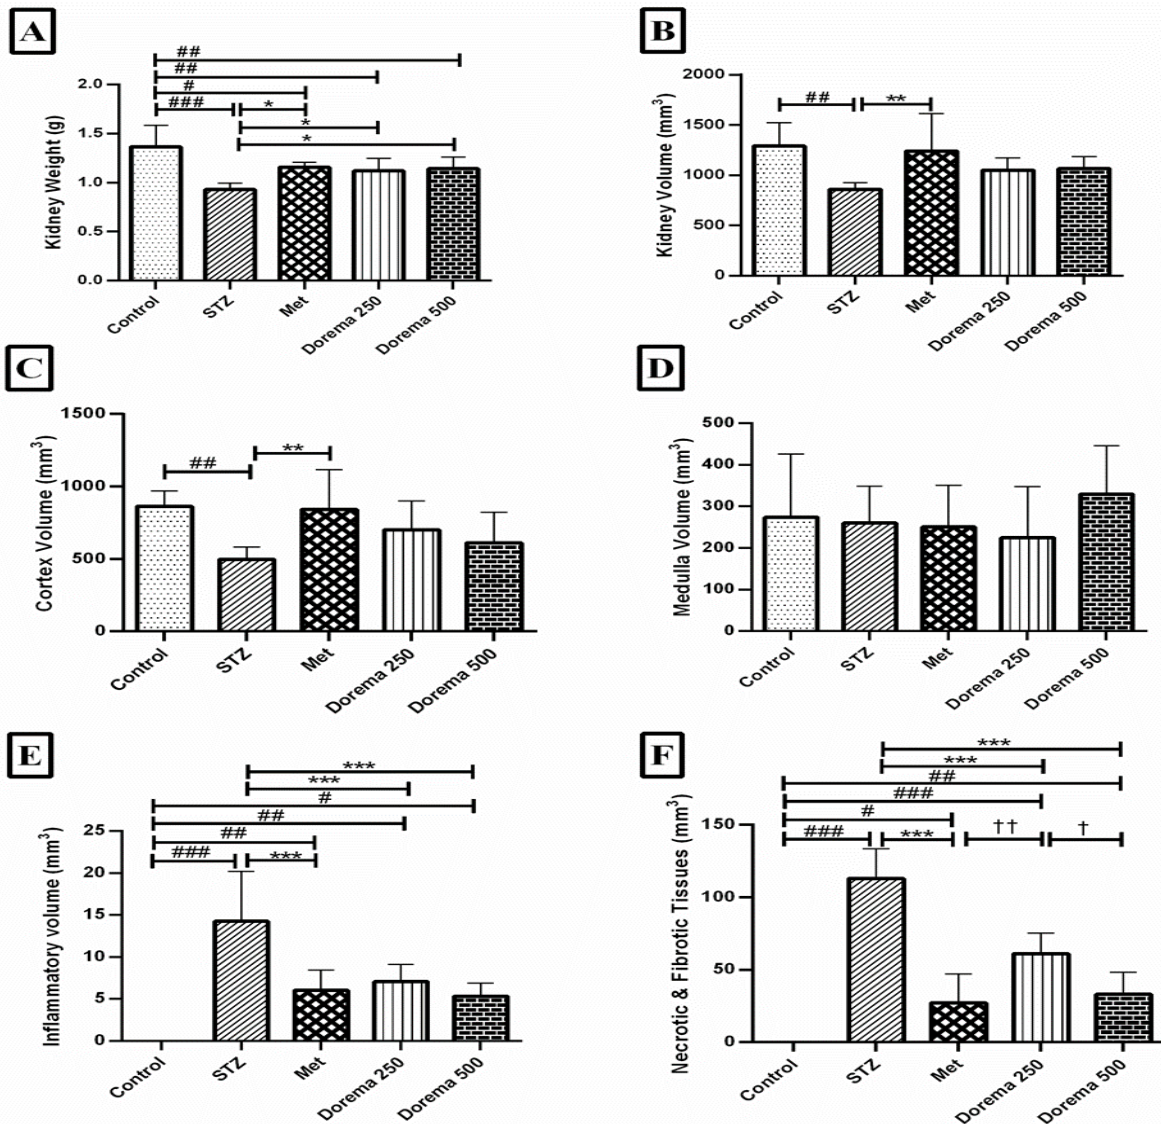 A
##
##
#
###
*
*
*
Kidney Weight (g)
2.0
1.5
1.0
0.5
0.0
Control
STZ
Met
Dorema 250
Dorema 500
B
##
**
Kidney Volume (mm³)
2000
1500
1000
500
0
Control
STZ
Met
Dorema 250
Dorema 500
C
##
**
Cortex Volume (mm³)
1500
1000
500
0
Control
STZ
Met
Dorema 250
Dorema 500
D
Medulla Volume (mm³)
500
400
300
200
100
0
Control
STZ
Met
Dorema 250
Dorema 500
E
***
***
#
##
##
###
***
Inflammatory volume (mm³)
25
20
15
10
5
0
Control
STZ
Met
Dorema 250
Dorema 500
F
***
***
##
###
#
###
***
††
†
Necrotic & Fibrotic Tissues (mm³)
150
100
50
0
Control
STZ
Met
Dorema 250
Dorema 500